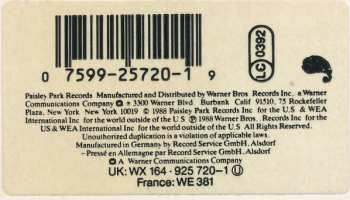 LC 0392
0 7599-25720-1 9
Paisley Park Records Manufactured and Distributed by Warner Bros. Records Inc. a Warner
Communications Company ● ± 3300 Warner Blvd. Burbank Calif 91510, 75 Rockefeller
Plaza, New York New York 10019 © 1988 Paisley Park Records Inc for the U.S & WEA
International Inc for the world outside of the U S ℗ 1988 Warner Bros. Records Inc for the
US & WEA International Inc. for the world outside of the U.S All Rights Reserved.
Unauthorized duplication is a violation of applicable laws.
Manufactured in Germany by Record Service GmbH, Alsdorf
-Pressé en Allemagne par Record Service GmbH. Alsdorf
A Warner Communications Company
UK: WX 164 · 925 720-1 U
France: WE 381